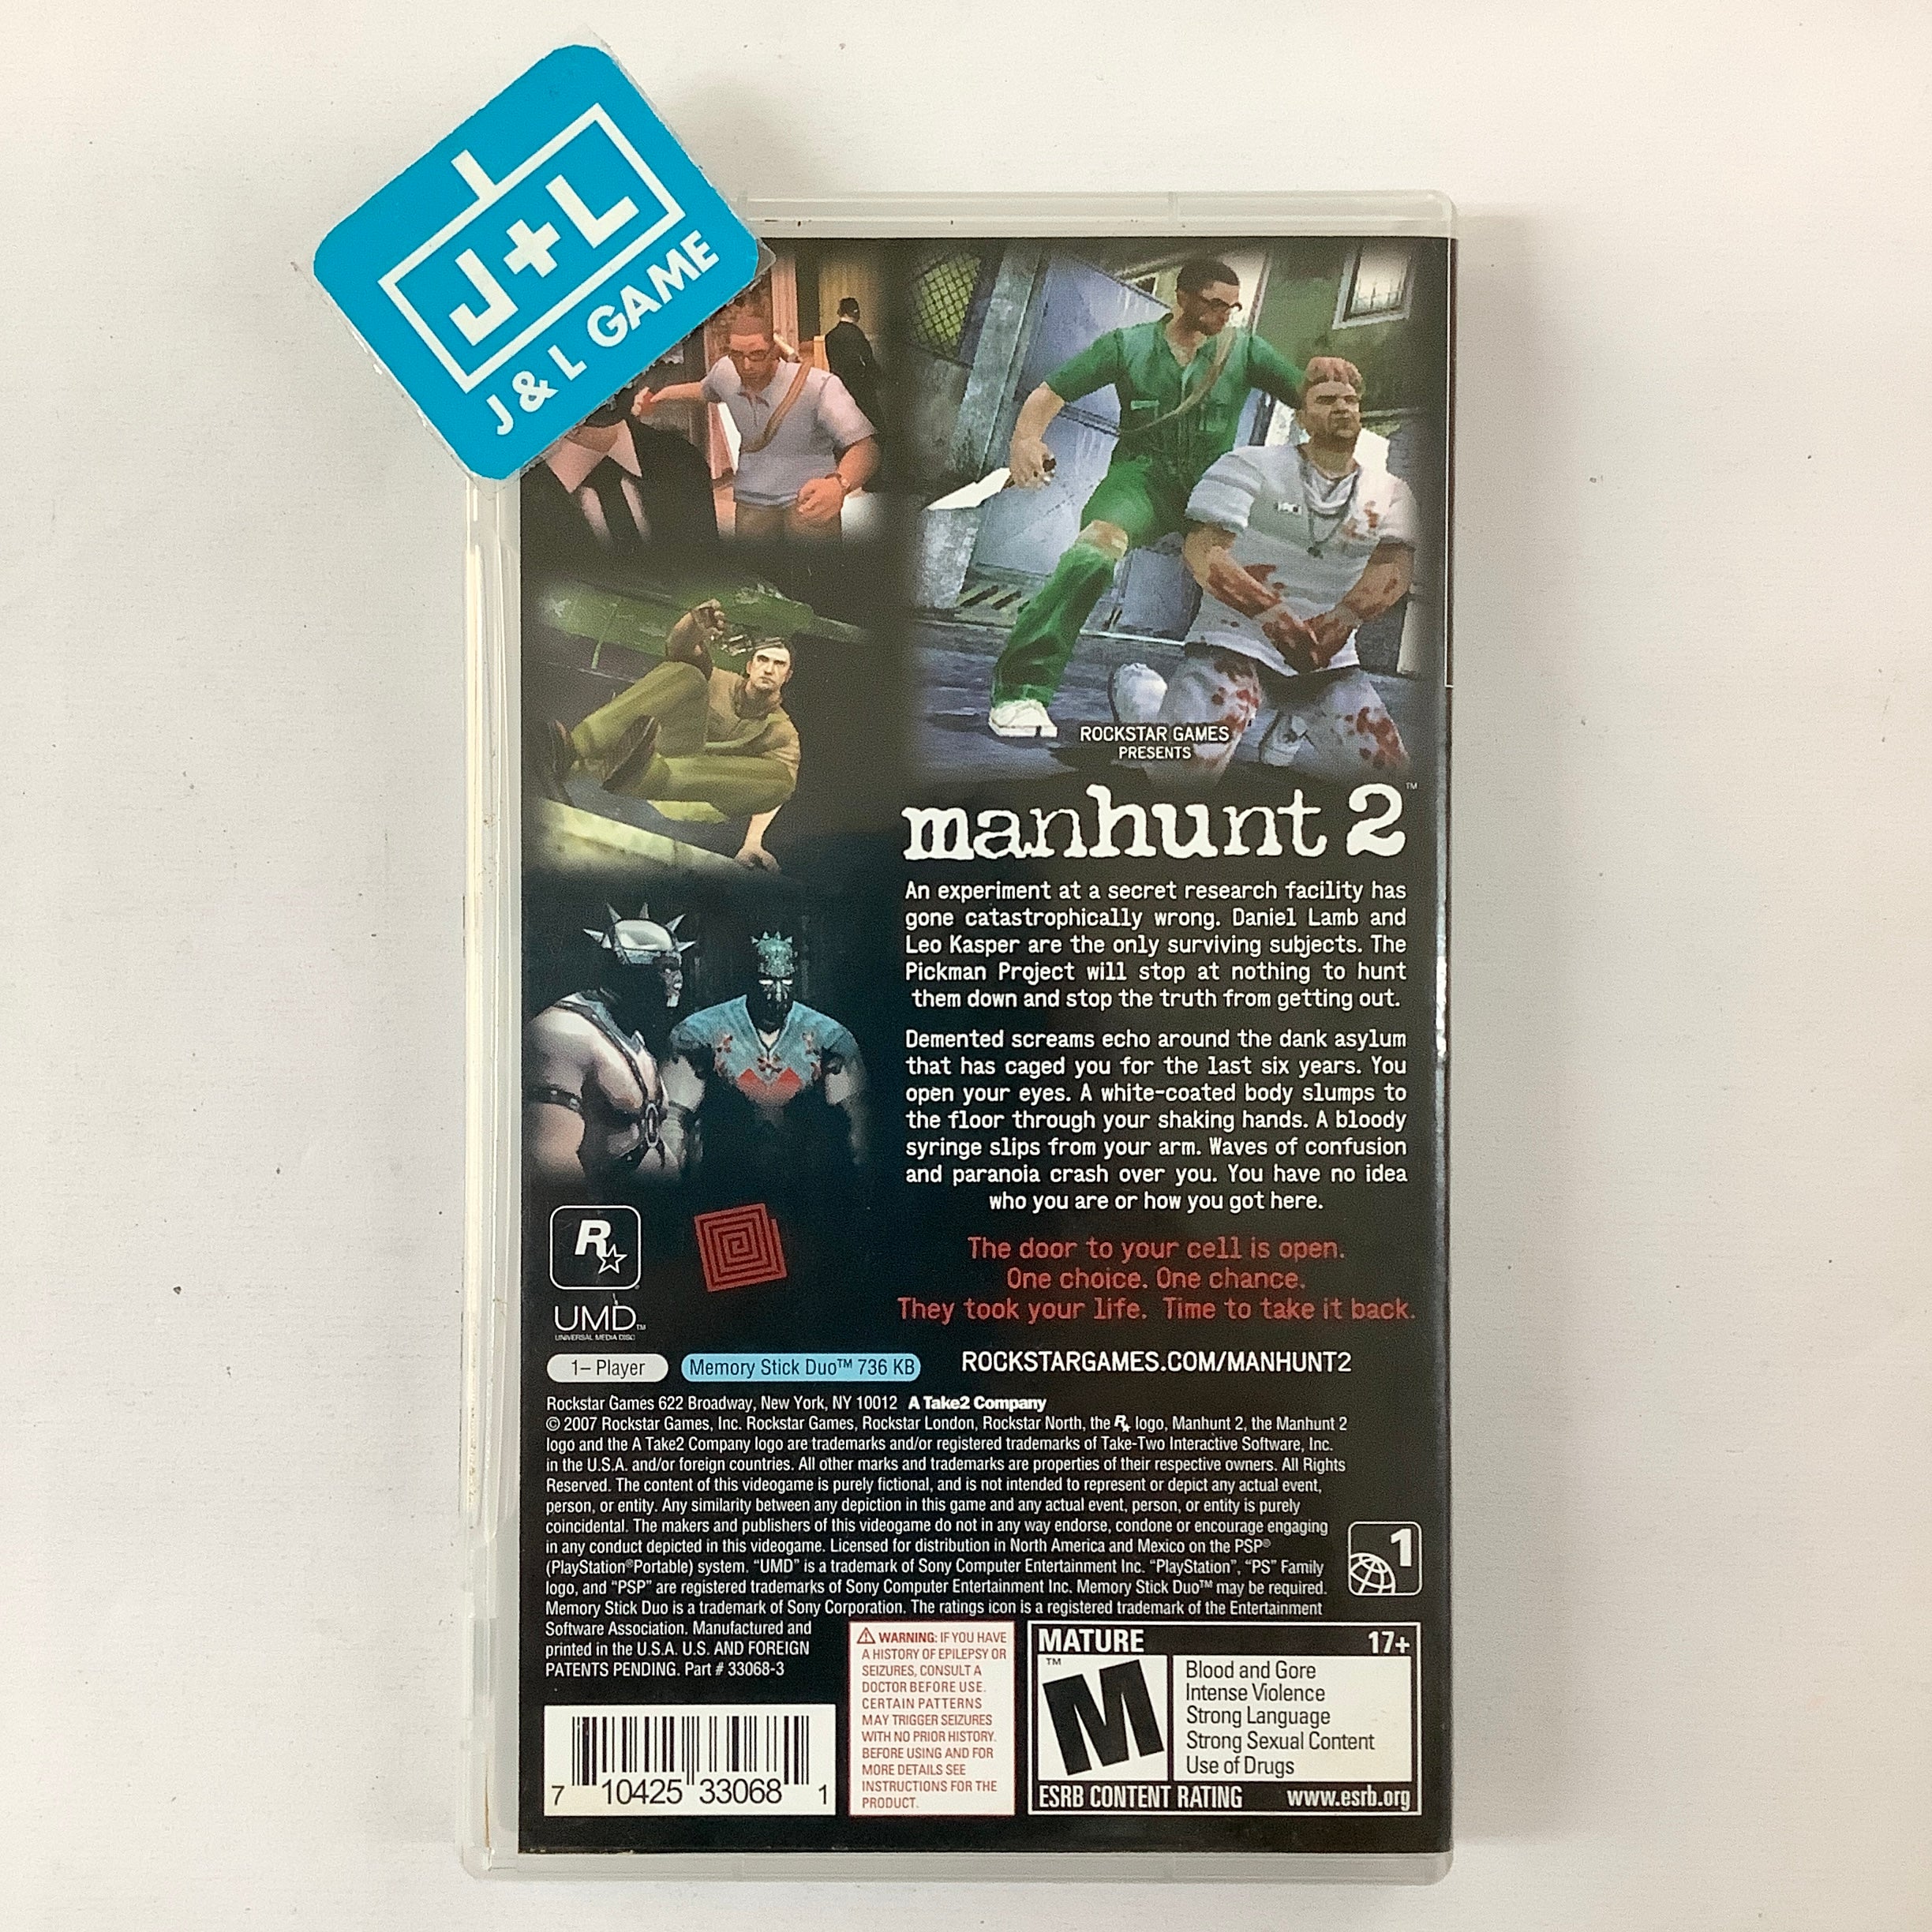 J+L
J & L GAME
ROCKSTAR GAMES
PRESENTS
manhunt 2™
An experiment at a secret research facility has
gone catastrophically wrong. Daniel Lamb and
Leo Kasper are the only surviving subjects. The
Pickman Project will stop at nothing to hunt
them down and stop the truth from getting out.
Demented screams echo around the dank asylum
that has caged you for the last six years. You
open your eyes. A white-coated body slumps to
the floor through your shaking hands. A bloody
syringe slips from your arm. Waves of confusion
and paranoia crash over you. You have no idea
who you are or how you got here.
The door to your cell is open.
One choice. One chance.
They took your life. Time to take it back.
R
UMD™
UNIVERSAL MEDIA DISC
1– Player
Memory Stick Duo™ 736 KB
ROCKSTARGAMES.COM/MANHUNT2
Rockstar Games 622 Broadway, New York, NY 10012 A Take2 Company
© 2007 Rockstar Games, Inc. Rockstar Games, Rockstar London, Rockstar North, the R logo, Manhunt 2, the Manhunt 2
logo and the A Take2 Company logo are trademarks and/or registered trademarks of Take-Two Interactive Software, Inc.
in the U.S.A. and/or foreign countries. All other marks and trademarks are properties of their respective owners. All Rights
Reserved. The content of this videogame is purely fictional, and is not intended to represent or depict any actual event,
person, or entity. Any similarity between any depiction in this game and any actual event, person, or entity is purely
coincidental. The makers and publishers of this videogame do not in any way endorse, condone or encourage engaging
in any conduct depicted in this videogame. Licensed for distribution in North America and Mexico on the PSP®
(PlayStation®Portable) system. “UMD” is a trademark of Sony Computer Entertainment Inc. “PlayStation”, “PS” Family
logo, and “PSP” are registered trademarks of Sony Computer Entertainment Inc. Memory Stick Duo™ may be required.
Memory Stick Duo is a trademark of Sony Corporation. The ratings icon is a registered trademark of the Entertainment
Software Association. Manufactured and
printed in the U.S.A. U.S. AND FOREIGN
PATENTS PENDING. Part # 33068-3
1
⚠ WARNING: IF YOU HAVE
A HISTORY OF EPILEPSY OR
SEIZURES, CONSULT A
DOCTOR BEFORE USE.
CERTAIN PATTERNS
MAY TRIGGER SEIZURES
WITH NO PRIOR HISTORY.
BEFORE USING AND FOR
MORE DETAILS SEE
INSTRUCTIONS FOR THE
PRODUCT.
MATURE 17+
™
M
Blood and Gore
Intense Violence
Strong Language
Strong Sexual Content
Use of Drugs
ESRB CONTENT RATING www.esrb.org
7 10425 33068 1